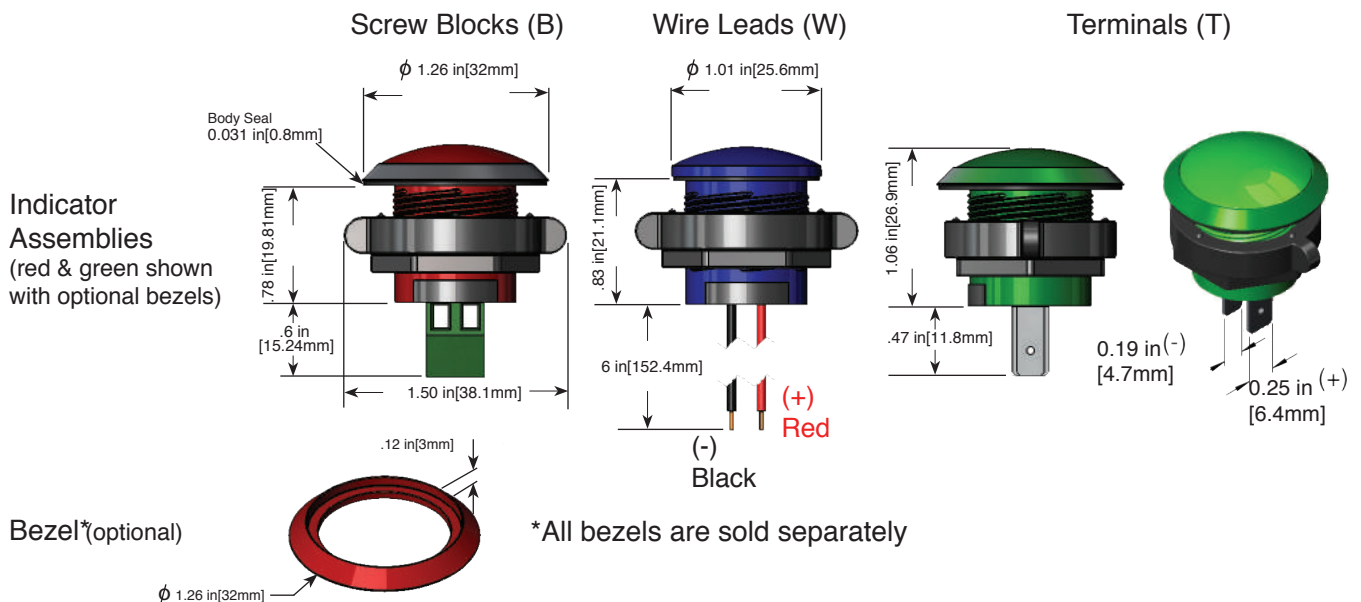 Screw Blocks (B)
Wire Leads (W)
Terminals (T)
ϕ 1.26 in[32mm]
ϕ 1.01 in[25.6mm]
Body Seal
0.031 in[0.8mm]
Indicator
Assemblies
(red & green shown
with optional bezels)
.78 in[19.81mm]
.6 in
[15.24mm]
1.50 in[38.1mm]
.83 in[21.1mm]
6 in[152.4mm]
(+)
Red
(-)
Black
1.06 in[26.9mm]
.47 in[11.8mm]
0.19 in(-)
[4.7mm]
0.25 in (+)
[6.4mm]
.12 in[3mm]
Bezel*(optional)
*All bezels are sold separately
ϕ 1.26 in[32mm]